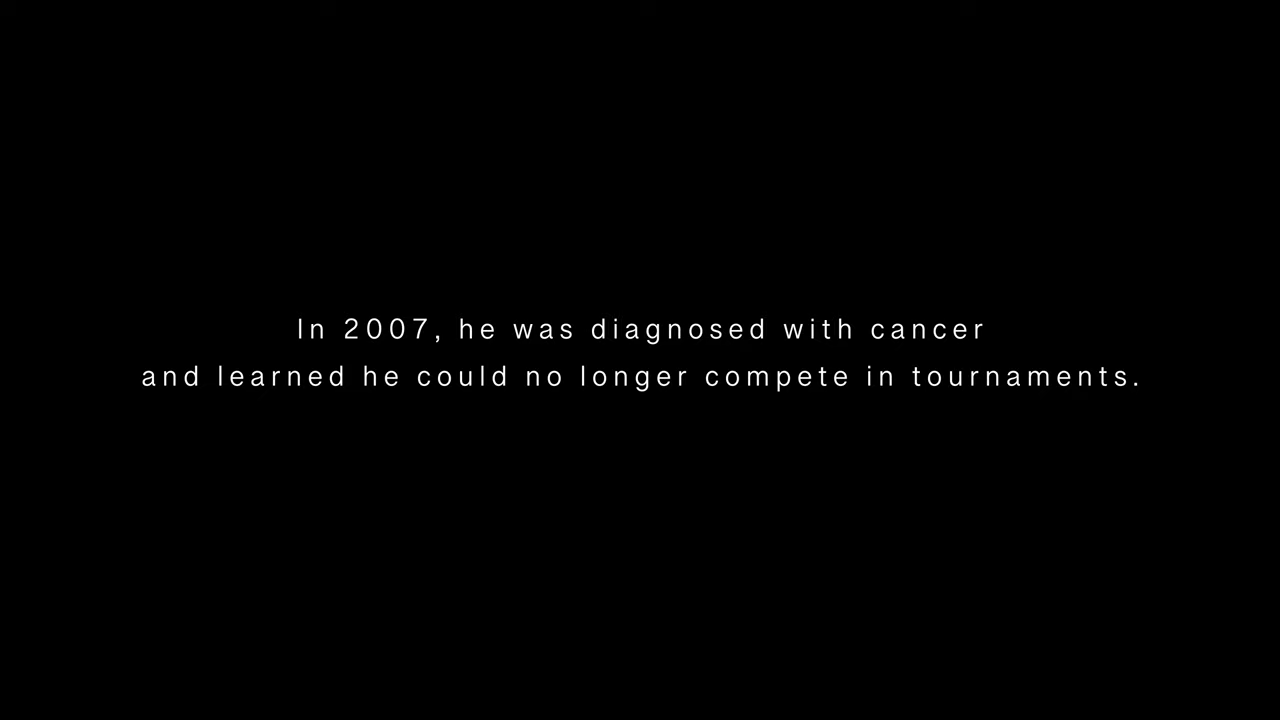 In 2007, he was diagnosed with cancer
and learned he could no longer compete in tournaments.